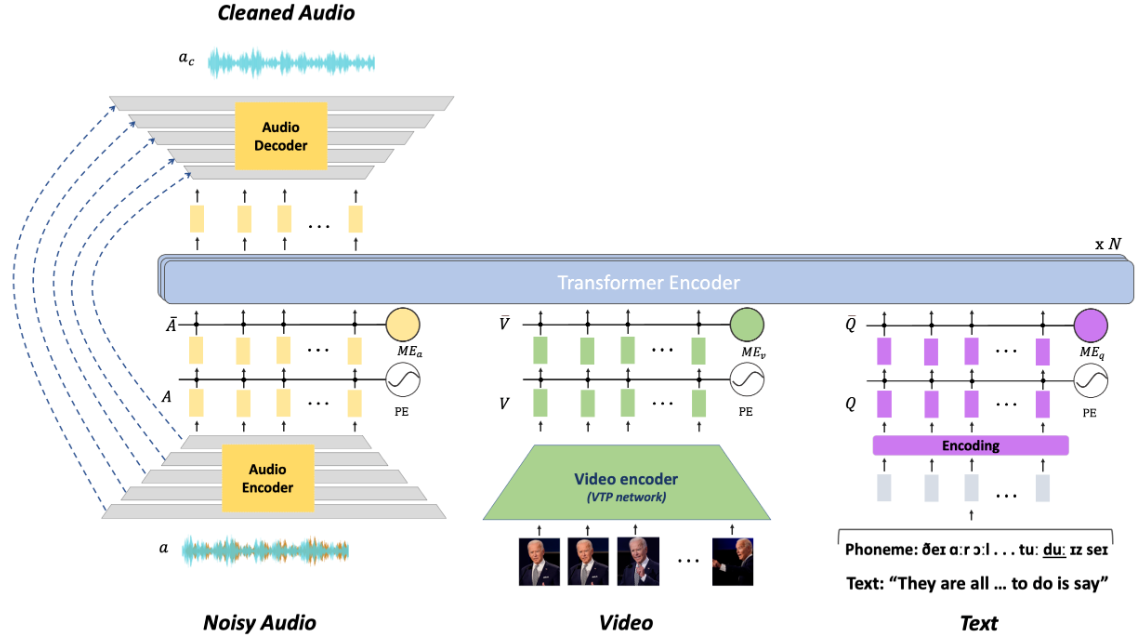 Cleaned Audio
a_c
Audio
Decoder
...
x N
Transformer Encoder
Ā
ME_a
...
A
PE
...
V̄
ME_v
...
V
PE
...
Q̄
ME_q
...
Q
PE
...
Audio
Encoder
Video encoder
(VTP network)
Encoding
...
a
...
Phoneme: ðeɪ ɑːr ɔːl . . . tuː duː ɪz seɪ
Text: “They are all ... to do is say”
Noisy Audio
Video
Text